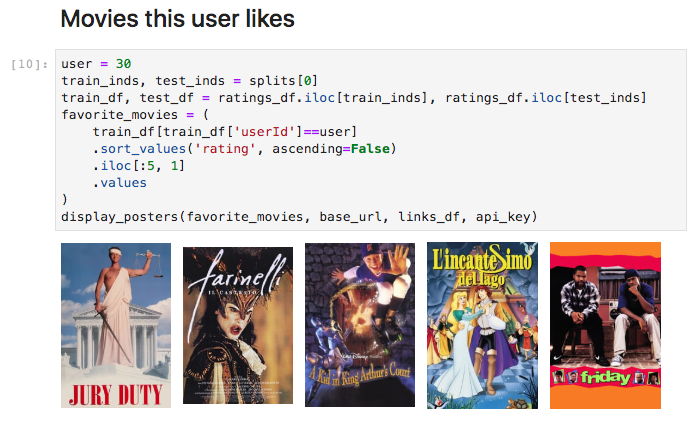 Movies this user likes
[10]:
user = 30
train_inds, test_inds = splits[0]
train_df, test_df = ratings_df.iloc[train_inds], ratings_df.iloc[test_inds]
favorite_movies = (
    train_df[train_df['userId']==user]
    .sort_values('rating', ascending=False)
    .iloc[:5, 1]
    .values
)
display_posters(favorite_movies, base_url, links_df, api_key)
JURY DUTY
farinelli
IL CASTRATO
Walt Disney
A Kid in King Arthur's Court
L'incanteSimo
del lago
friday